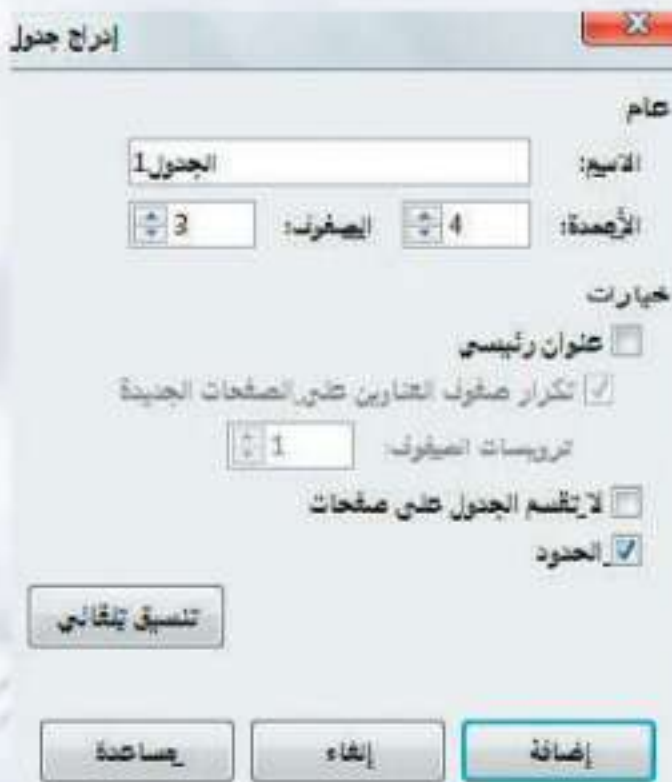 إدراج جدول
عام
الاسم: الجدول1
الأعمدة: 4 الصفوف: 3
خيارات
عنوان رئيسي
تكرار صفوف العناوين على الصفحات الجديدة
ترويسات الصفوف: 1
لا تقسم الجدول على صفحات
الحدود
تنسيق تلقائي
إضافة إلغاء مساعدة